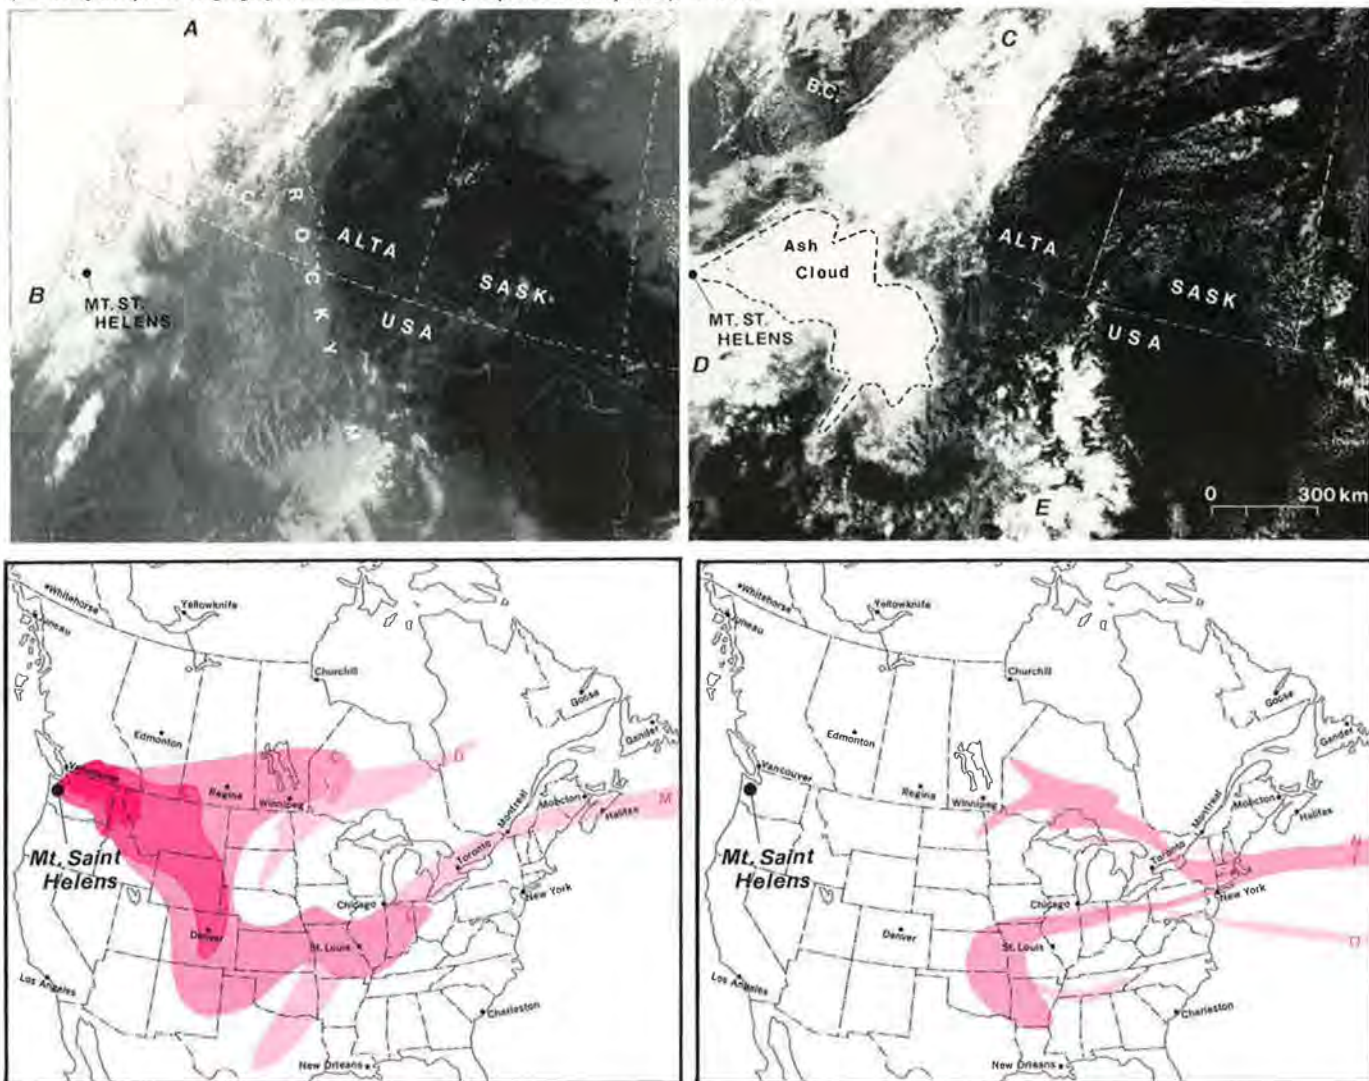 A
B
B.C.
R
O
C
K
Y
M
ALTA
SASK.
USA
MT. ST.
HELENS
C
B.C.
Ash
Cloud
ALTA
SASK
USA
MT. ST.
HELENS
D
E
0 300 km
Whitehorse
Juneau
Yellowknife
Churchill
Goose
Gander
Edmonton
Vancouver
Regina
Winnipeg
C
D
Moncton
M
Halifax
Montreal
Toronto
Mt. Saint
Helens
New York
Chicago
Denver
St. Louis
Los Angeles
Charleston
New Orleans
Whitehorse
Juneau
Yellowknife
Churchill
Goose
Gander
Edmonton
Vancouver
Regina
Winnipeg
Montreal
Moncton
Halifax
Toronto
N
Mt. Saint
Helens
New York
Chicago
Denver
St. Louis
Los Angeles
Charleston
New Orleans